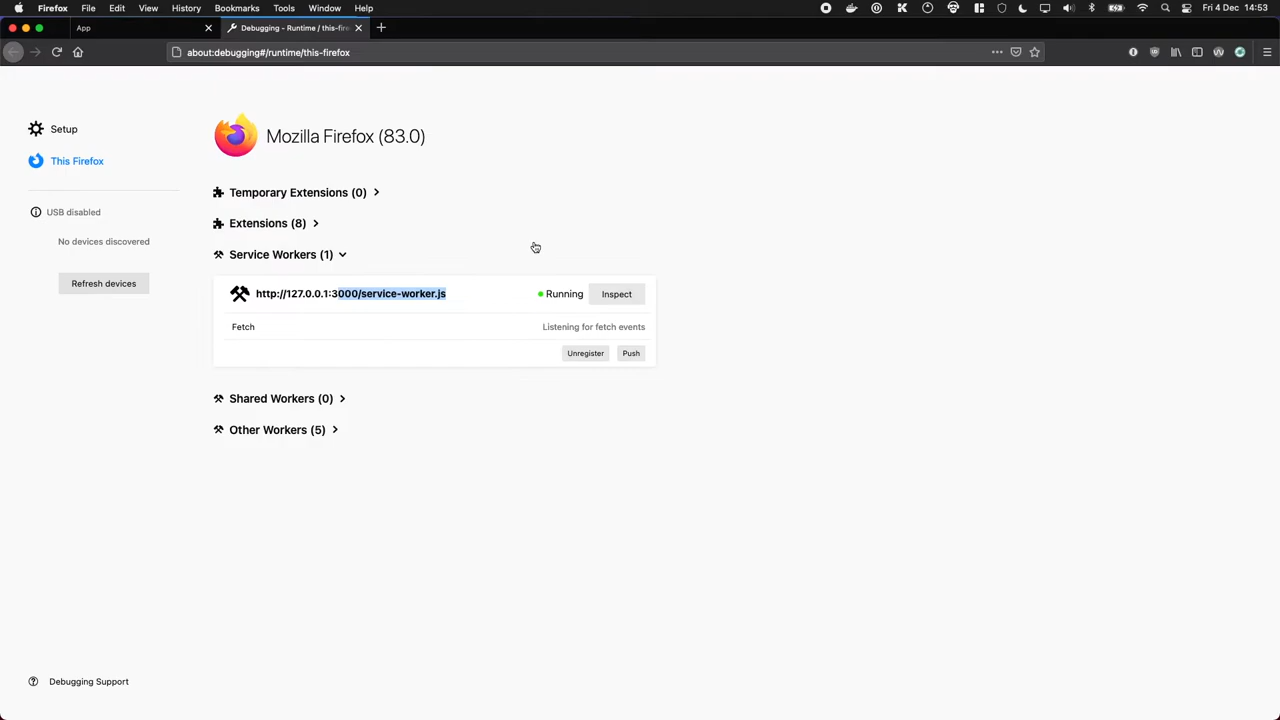 Firefox File Edit View History Bookmarks Tools Window Help Fri 4 Dec 14:53
App Debugging - Runtime / this-fire
about:debugging#/runtime/this-firefox
Setup
This Firefox
USB disabled
No devices discovered
Refresh devices
Mozilla Firefox (83.0)
Temporary Extensions (0)
Extensions (8)
Service Workers (1)
http://127.0.0.1:3000/service-worker.js Running Inspect
Fetch Listening for fetch events
Unregister Push
Shared Workers (0)
Other Workers (5)
Debugging Support